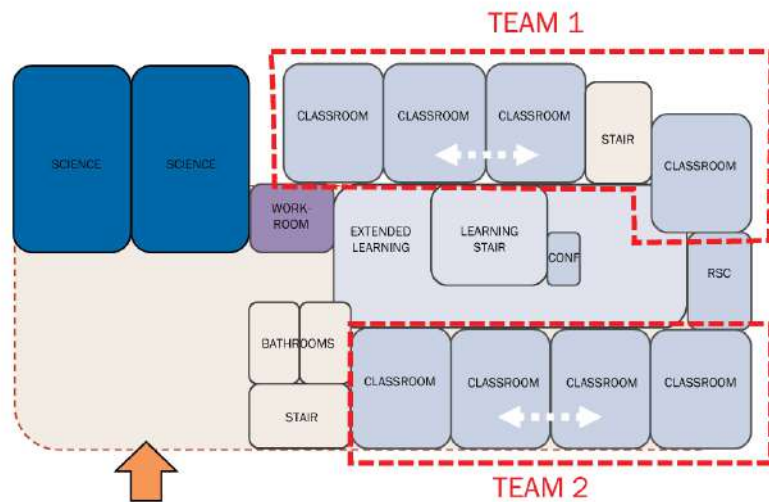 TEAM 1
CLASSROOM
CLASSROOM
CLASSROOM
STAIR
CLASSROOM
SCIENCE
SCIENCE
WORK-
ROOM
EXTENDED
LEARNING
LEARNING
STAIR
CONF
RSC
BATHROOMS
STAIR
CLASSROOM
CLASSROOM
CLASSROOM
CLASSROOM
TEAM 2